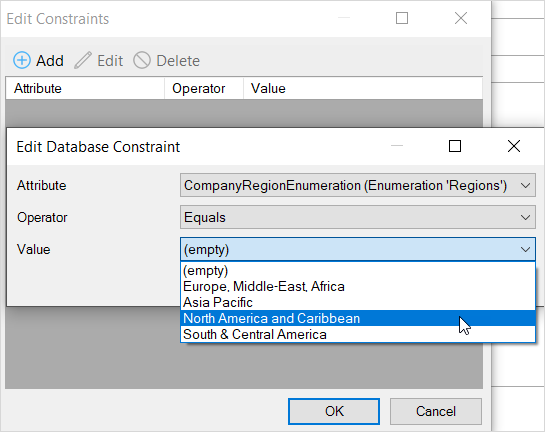 Edit Constraints
Add Edit Delete
Attribute Operator Value
Edit Database Constraint
Attribute CompanyRegionEnumeration (Enumeration 'Regions')
Operator Equals
Value (empty)
(empty)
Europe, Middle-East, Africa
Asia Pacific
North America and Caribbean
South & Central America
OK Cancel